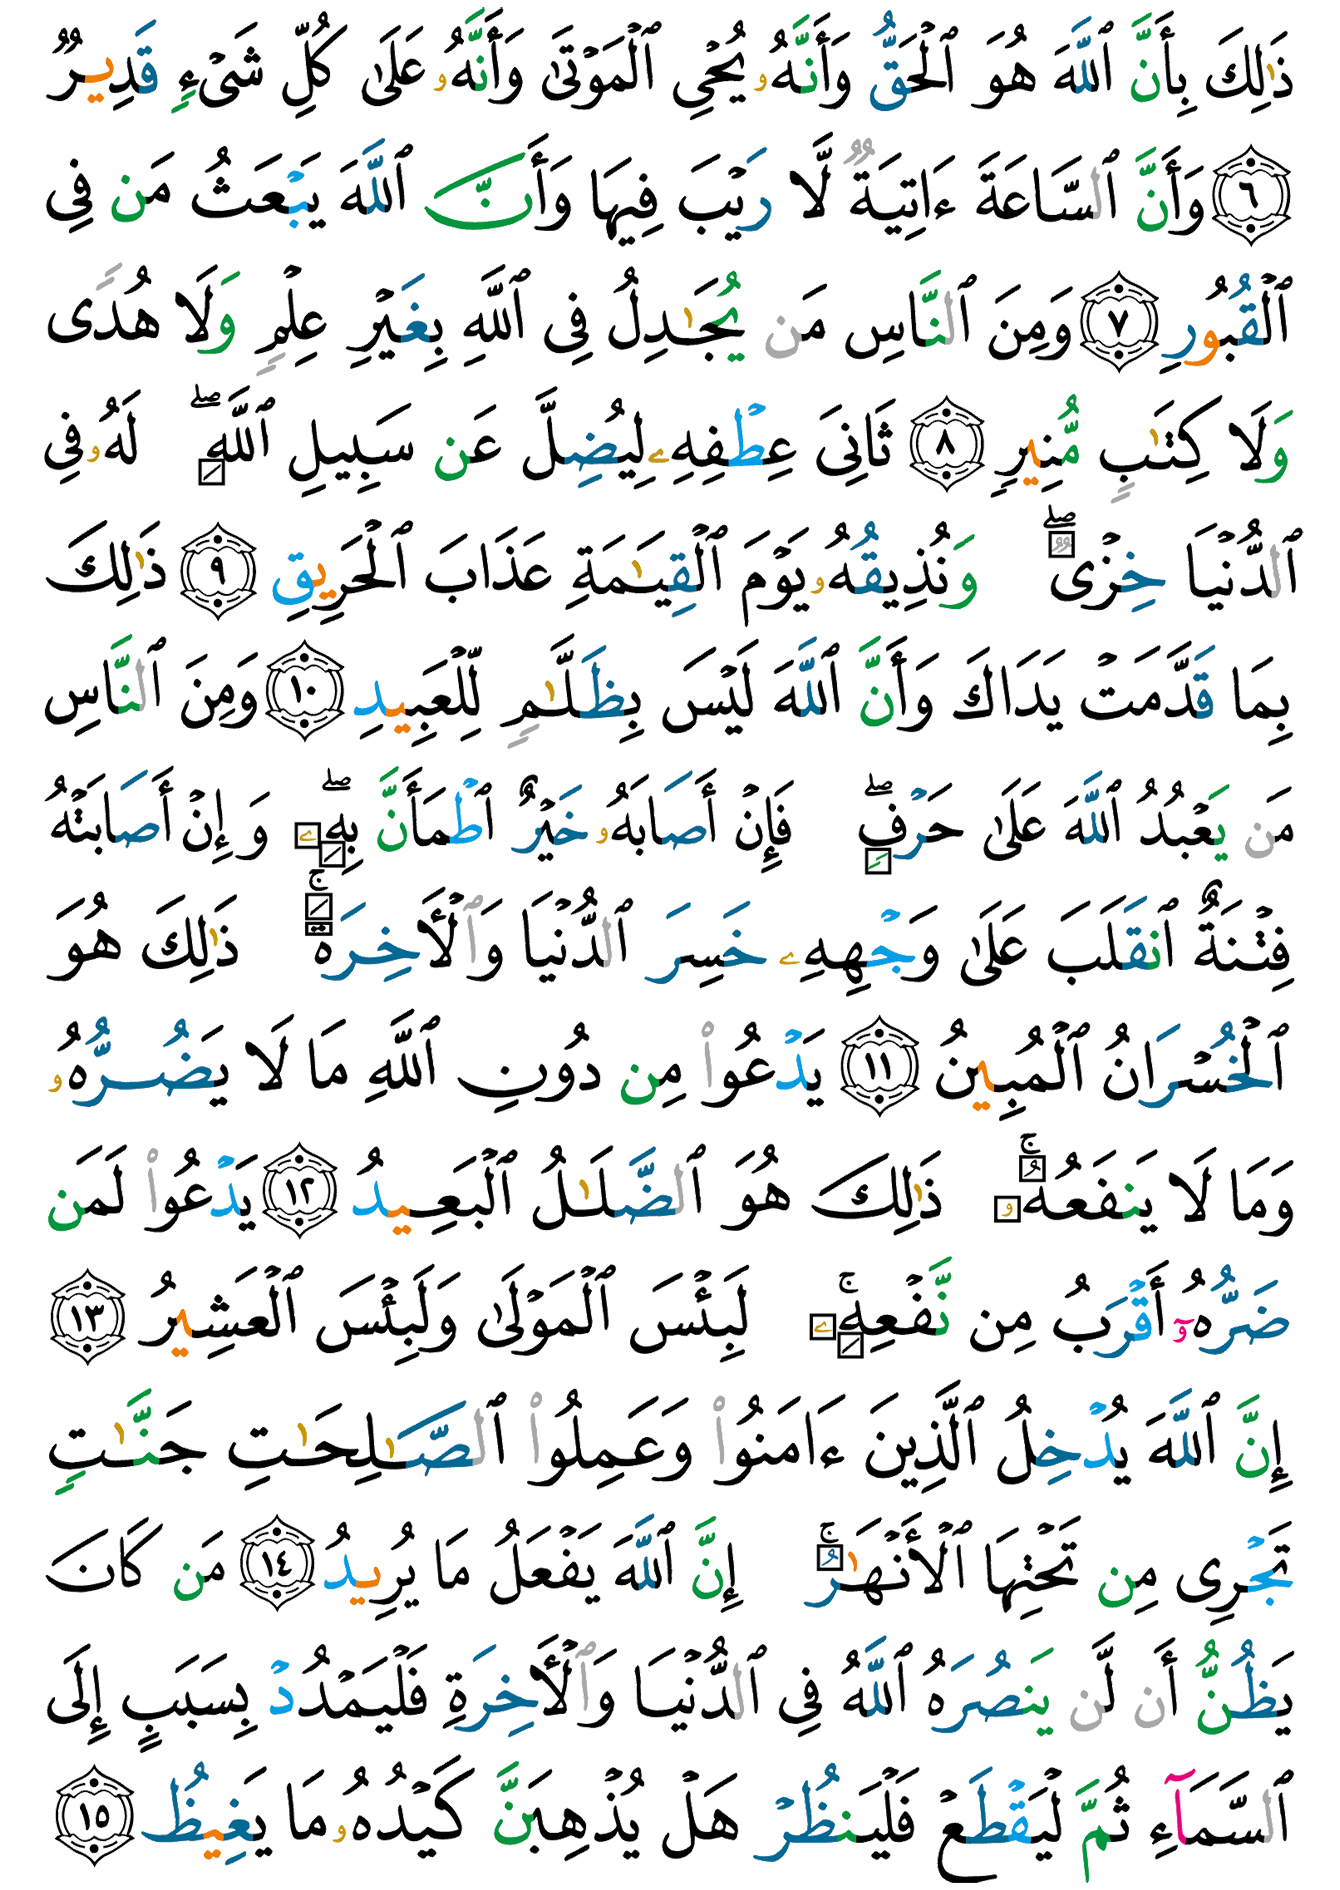 ذَٰلِكَ بِأَنَّ ٱللَّهَ هُوَ ٱلْحَقُّ وَأَنَّهُۥ يُحْىِ ٱلْمَوْتَىٰ وَأَنَّهُۥ عَلَىٰ كُلِّ شَىْءٍ قَدِيرٌ
٦ وَأَنَّ ٱلسَّاعَةَ ءَاتِيَةٌ لَّا رَيْبَ فِيهَا وَأَنَّ ٱللَّهَ يَبْعَثُ مَن فِى
ٱلْقُبُورِ ٧ وَمِنَ ٱلنَّاسِ مَن يُجَـٰدِلُ فِى ٱللَّهِ بِغَيْرِ عِلْمٍ وَلَا هُدًى
وَلَا كِتَـٰبٍ مُّنِيرٍ ٨ ثَانِىَ عِطْفِهِۦ لِيُضِلَّ عَن سَبِيلِ ٱللَّهِ ۖ لَهُۥ فِى
ٱلدُّنْيَا خِزْىٌ ۖ وَنُذِيقُهُۥ يَوْمَ ٱلْقِيَـٰمَةِ عَذَابَ ٱلْحَرِيقِ ٩ ذَٰلِكَ
بِمَا قَدَّمَتْ يَدَاكَ وَأَنَّ ٱللَّهَ لَيْسَ بِظَلَّـٰمٍ لِّلْعَبِيدِ ١٠ وَمِنَ ٱلنَّاسِ
مَن يَعْبُدُ ٱللَّهَ عَلَىٰ حَرْفٍ ۖ فَإِنْ أَصَابَهُۥ خَيْرٌ ٱطْمَأَنَّ بِهِۦ ۖ وَإِنْ أَصَابَتْهُ
فِتْنَةٌ ٱنقَلَبَ عَلَىٰ وَجْهِهِۦ خَسِرَ ٱلدُّنْيَا وَٱلْأَخِرَةَ ۚ ذَٰلِكَ هُوَ
ٱلْخُسْرَانُ ٱلْمُبِينُ ١١ يَدْعُوا۟ مِن دُونِ ٱللَّهِ مَا لَا يَضُرُّهُۥ
وَمَا لَا يَنفَعُهُۥ ۚ ذَٰلِكَ هُوَ ٱلضَّلَـٰلُ ٱلْبَعِيدُ ١٢ يَدْعُوا۟ لَمَن
ضَرُّهُۥٓ أَقْرَبُ مِن نَّفْعِهِۦ ۚ لَبِئْسَ ٱلْمَوْلَىٰ وَلَبِئْسَ ٱلْعَشِيرُ ١٣
إِنَّ ٱللَّهَ يُدْخِلُ ٱلَّذِينَ ءَامَنُوا۟ وَعَمِلُوا۟ ٱلصَّـٰلِحَـٰتِ جَنَّـٰتٍ
تَجْرِى مِن تَحْتِهَا ٱلْأَنْهَـٰرُ ۚ إِنَّ ٱللَّهَ يَفْعَلُ مَا يُرِيدُ ١٤ مَن كَانَ
يَظُنُّ أَن لَّن يَنصُرَهُ ٱللَّهُ فِى ٱلدُّنْيَا وَٱلْأَخِرَةِ فَلْيَمْدُدْ بِسَبَبٍ إِلَى
ٱلسَّمَآءِ ثُمَّ لْيَقْطَعْ فَلْيَنظُرْ هَلْ يُذْهِبَنَّ كَيْدُهُۥ مَا يَغِيظُ ١٥